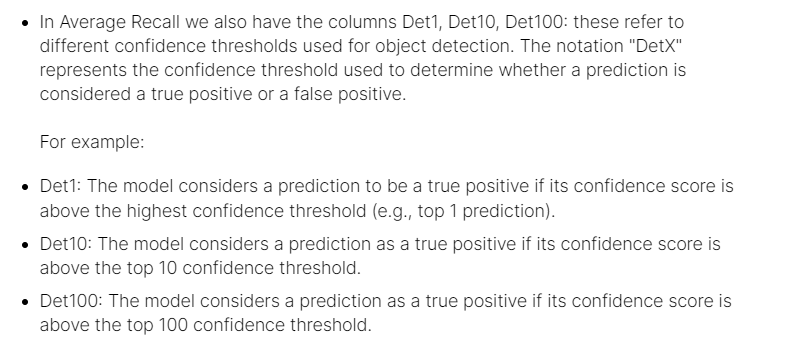 • In Average Recall we also have the columns Det1, Det10, Det100: these refer to
different confidence thresholds used for object detection. The notation "DetX"
represents the confidence threshold used to determine whether a prediction is
considered a true positive or a false positive.
For example:
• Det1: The model considers a prediction to be a true positive if its confidence score is
above the highest confidence threshold (e.g., top 1 prediction).
• Det10: The model considers a prediction as a true positive if its confidence score is
above the top 10 confidence threshold.
• Det100: The model considers a prediction as a true positive if its confidence score is
above the top 100 confidence threshold.